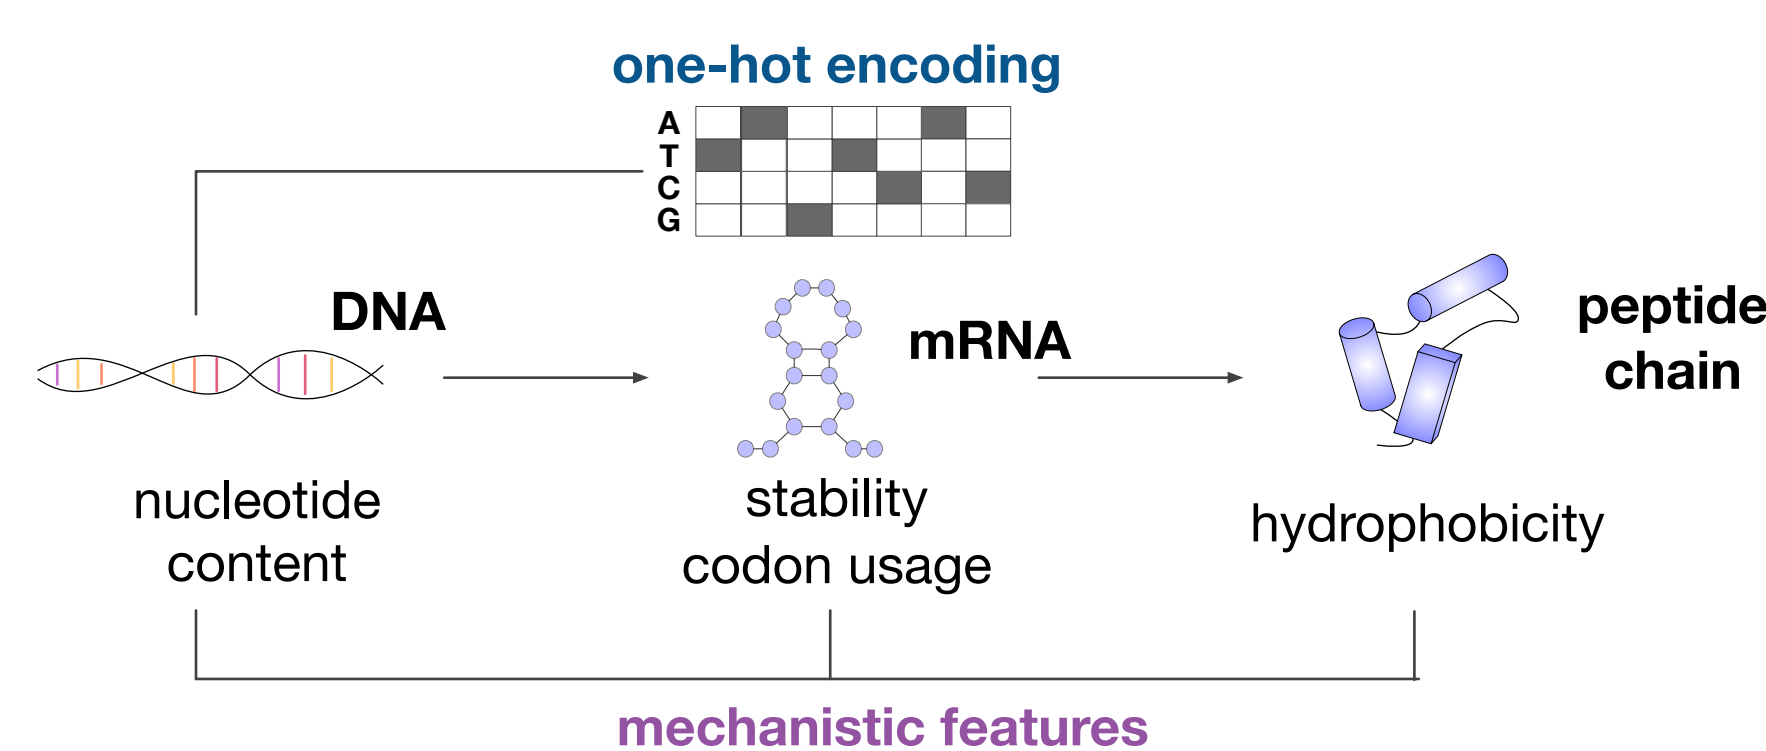 one-hot encoding
A
T
C
G
DNA
mRNA
peptide
chain
nucleotide
content
stability
codon usage
hydrophobicity
mechanistic features